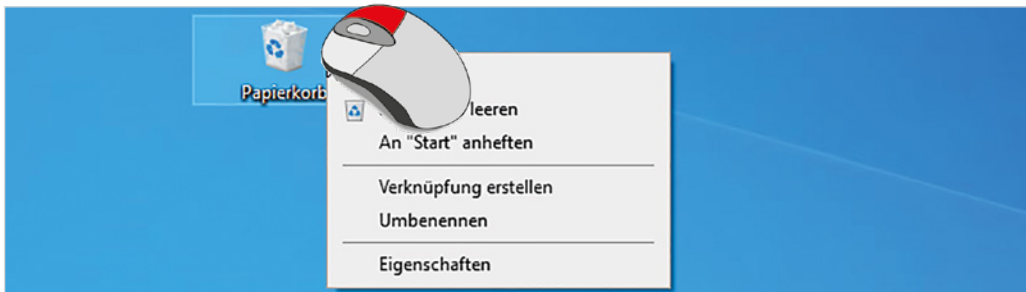 Papierkorb
leeren
An "Start" anheften
Verknüpfung erstellen
Umbenennen
Eigenschaften